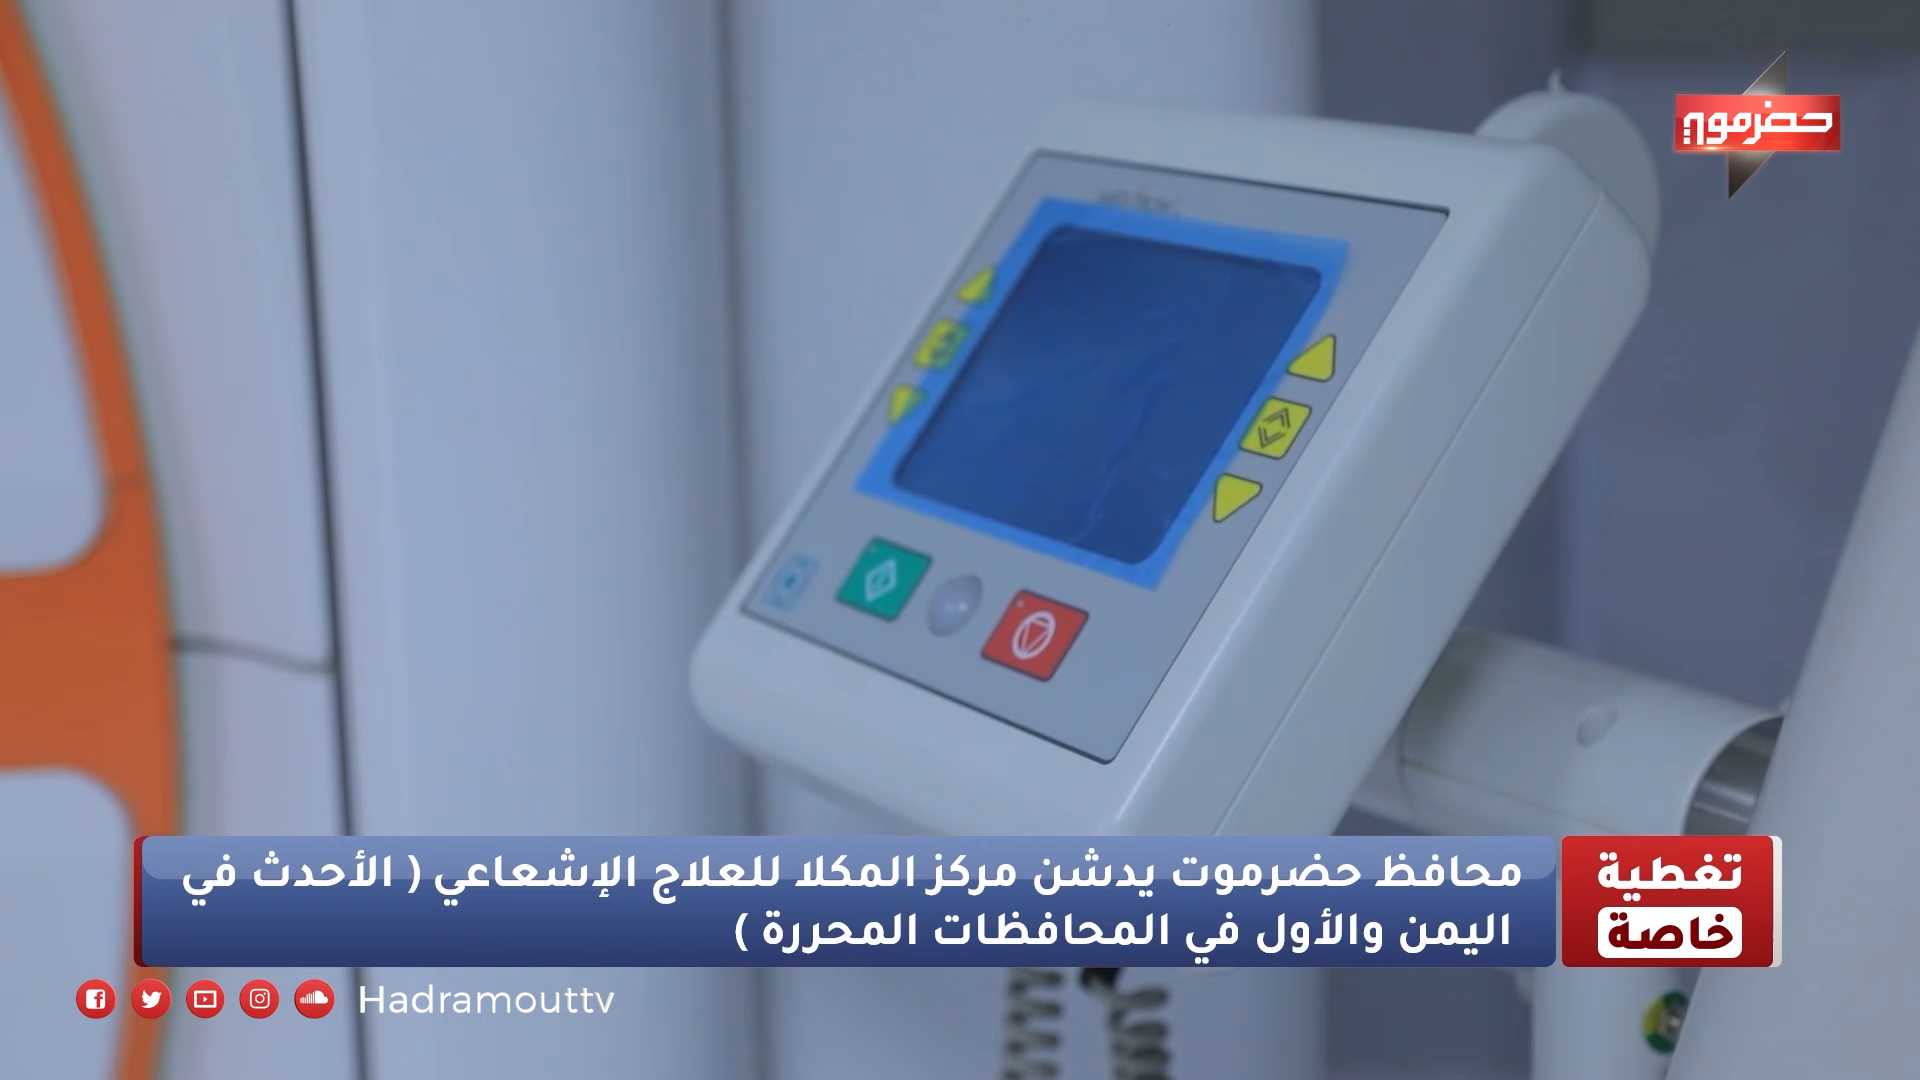 حضرموت
تغطية
خاصة
محافظ حضرموت يدشن مركز المكلا للعلاج الإشعاعي ( الأحدث في
اليمن والأول في المحافظات المحررة )
Hadramouttv